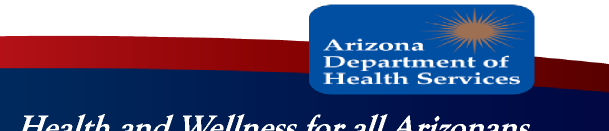 Arizona
Department of
Health Services
Health and Wellness for all Arizonans